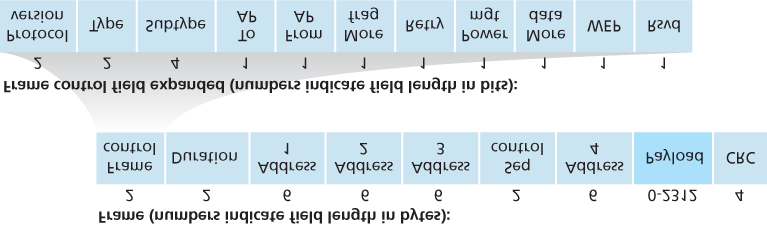 Frame (numbers indicate field length in bytes):
2 2 6 6 6 2 6 0-2312 4
Frame control
Duration
Address 1
Address 2
Address 3
Seq control
Address 4
Payload
CRC
Frame control field expanded (numbers indicate field length in bits):
2 2 4 1 1 1 1 1 1 1 1
Protocol version
Type
Subtype
To AP
From AP
More frag
Retry
Power mgt
More data
WEP
Rsvd